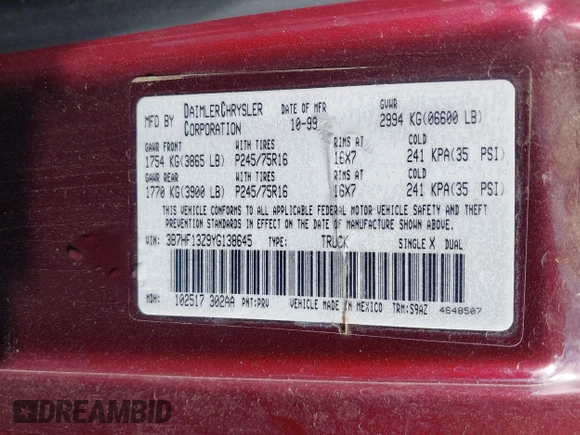 MFD BY DAIMLERCHRYSLER CORPORATION DATE OF MFR 10-99 GVWR 2994 KG(06600 LB)
GAWR FRONT WITH TIRES RIMS AT COLD
1754 KG(3865 LB) P245/75R16 16X7 241 KPA(35 PSI)
GAWR REAR WITH TIRES RIMS AT COLD
1770 KG(3900 LB) P245/75R16 16X7 241 KPA(35 PSI)
THIS VEHICLE CONFORMS TO ALL APPLICABLE FEDERAL MOTOR VEHICLE SAFETY AND THEFT
PREVENTION STANDARDS IN EFFECT ON THE DATE OF MANUFACTURE SHOWN ABOVE.
VIN: 3B7HF13Z9YG138645 TYPE: TRUCK SINGLE X DUAL
MDH: 102517 302AA PNT:PRV VEHICLE MADE IN MEXICO TRM:S9AZ 4648507
DREAMBID